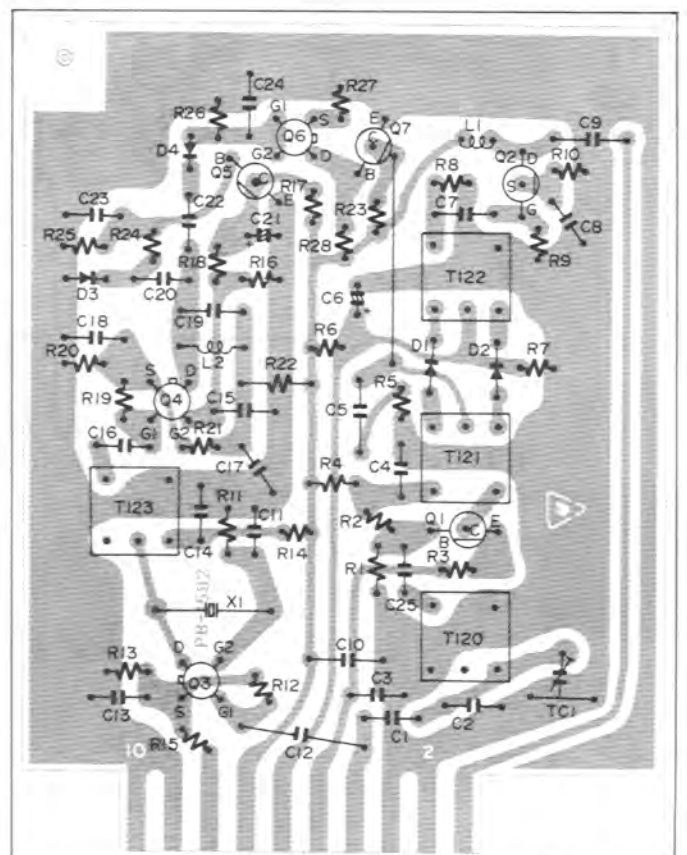 C24
R27
G1
S
E
Q7
L1
C9
R26
Q6
D4
G2
D
C
Q2
D
R10
B
Q5
C
R17
B
R8
S
C23
C22
E
C7
G
C8
R25
R24
C21
+
R23
R9
R18
R16
R28
T122
D3
C20
C6
+
C18
C19
R6
R20
L2
D1
D2
R7
S
D
R22
R5
R19
Q4
C15
C5
C16
G1
G2
R21
T121
C17
R4
C4
T123
R11
C11
R2
Q1
E
C
C14
R14
B
R3
R1
C25
X1
PB-1592
T120
D
G2
C10
R13
Q3
R12
C3
C13
S
G1
C1
C2
TC1
R15
C12
10
2